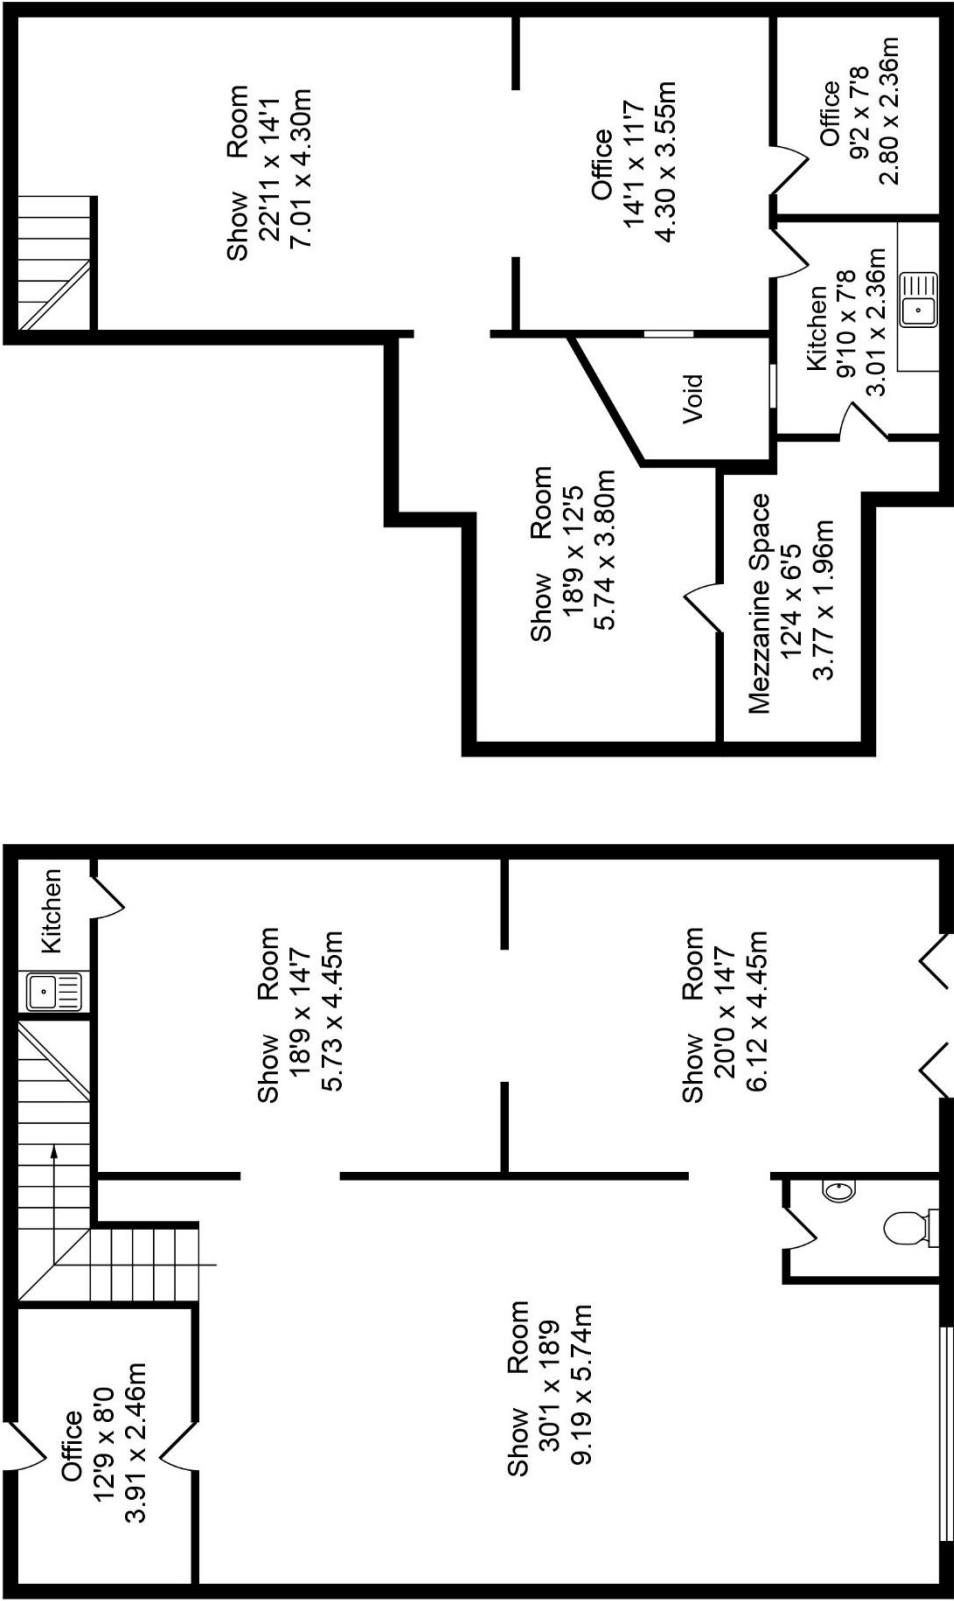 Show Room
22'11 x 14'1
7.01 x 4.30m
Office
14'1 x 11'7
4.30 x 3.55m
Office
9'2 x 7'8
2.80 x 2.36m
Kitchen
9'10 x 7'8
3.01 x 2.36m
Void
Show Room
18'9 x 12'5
5.74 x 3.80m
Mezzanine Space
12'4 x 6'5
3.77 x 1.96m
Kitchen
Show Room
18'9 x 14'7
5.73 x 4.45m
Show Room
20'0 x 14'7
6.12 x 4.45m
Office
12'9 x 8'0
3.91 x 2.46m
Show Room
30'1 x 18'9
9.19 x 5.74m